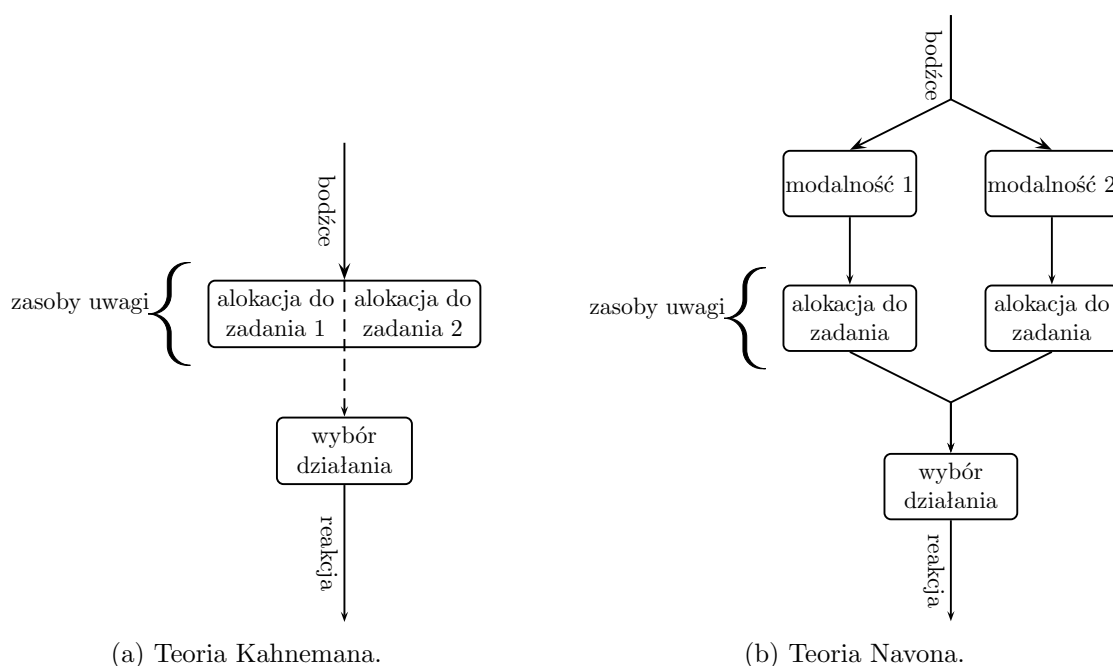 bodźce
zasoby uwagi
alokacja do
zadania 1
alokacja do
zadania 2
wybór
działania
reakcja
(a) Teoria Kahnemana.
bodźce
modalność 1
modalność 2
zasoby uwagi
alokacja do
zadania
alokacja do
zadania
wybór
działania
reakcja
(b) Teoria Navona.